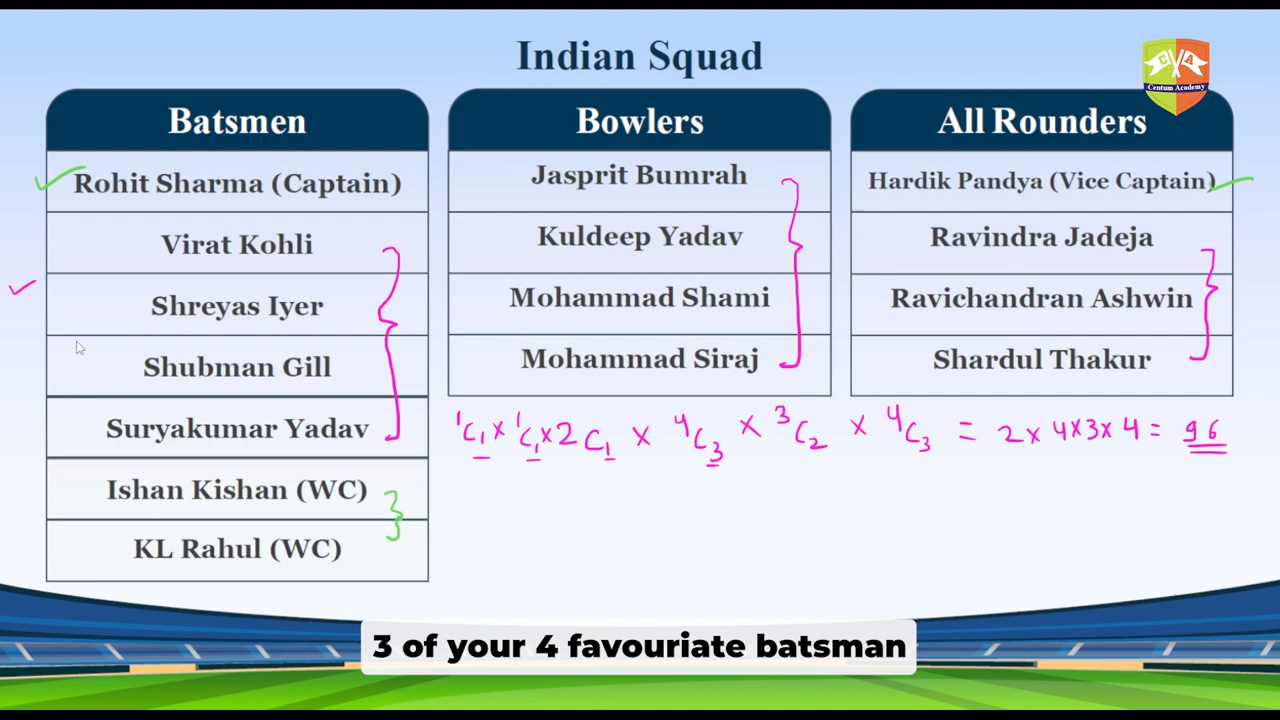 Indian Squad
CA
Centum Academy
Batsmen
Rohit Sharma (Captain)
Virat Kohli
Shreyas Iyer
Shubman Gill
Suryakumar Yadav
Ishan Kishan (WC)
KL Rahul (WC)
Bowlers
Jasprit Bumrah
Kuldeep Yadav
Mohammad Shami
Mohammad Siraj
All Rounders
Hardik Pandya (Vice Captain)
Ravindra Jadeja
Ravichandran Ashwin
Shardul Thakur
¹C₁ × ¹C₁ × 2C₁ × ⁴C₃ × ³C₂ × ⁴C₃ = 2 × 4 × 3 × 4 = 96
3 of your 4 favouriate batsman